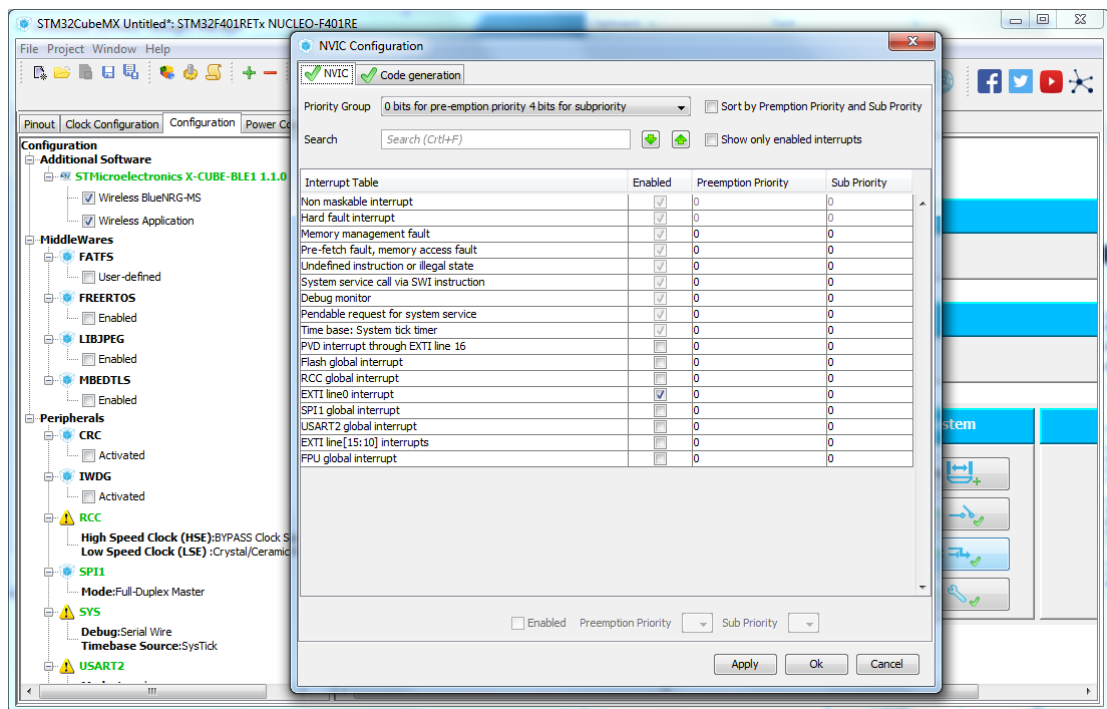 STM32CubeMX Untitled*: STM32F401RETx NUCLEO-F401RE
File Project Window Help
Pinout Clock Configuration Configuration Power Co
Configuration
Additional Software
STMicroelectronics X-CUBE-BLE1 1.1.0
Wireless BlueNRG-MS
Wireless Application
MiddleWares
FATFS
User-defined
FREERTOS
Enabled
LIBJPEG
Enabled
MBEDTLS
Enabled
Peripherals
CRC
Activated
IWDG
Activated
RCC
High Speed Clock (HSE):BYPASS Clock S
Low Speed Clock (LSE) :Crystal/Ceramic
SPI1
Mode:Full-Duplex Master
SYS
Debug:Serial Wire
Timebase Source:SysTick
USART2
NVIC Configuration
NVIC Code generation
Priority Group 0 bits for pre-emption priority 4 bits for subpriority Sort by Premption Priority and Sub Prority
Search Search (Crtl+F) Show only enabled interrupts
Interrupt Table Enabled Preemption Priority Sub Priority
Non maskable interrupt 0 0
Hard fault interrupt 0 0
Memory management fault 0 0
Pre-fetch fault, memory access fault 0 0
Undefined instruction or illegal state 0 0
System service call via SWI instruction 0 0
Debug monitor 0 0
Pendable request for system service 0 0
Time base: System tick timer 0 0
PVD interrupt through EXTI line 16 0 0
Flash global interrupt 0 0
RCC global interrupt 0 0
EXTI line0 interrupt 0 0
SPI1 global interrupt 0 0
USART2 global interrupt 0 0
EXTI line[15:10] interrupts 0 0
FPU global interrupt 0 0
Enabled Preemption Priority Sub Priority
Apply Ok Cancel
stem